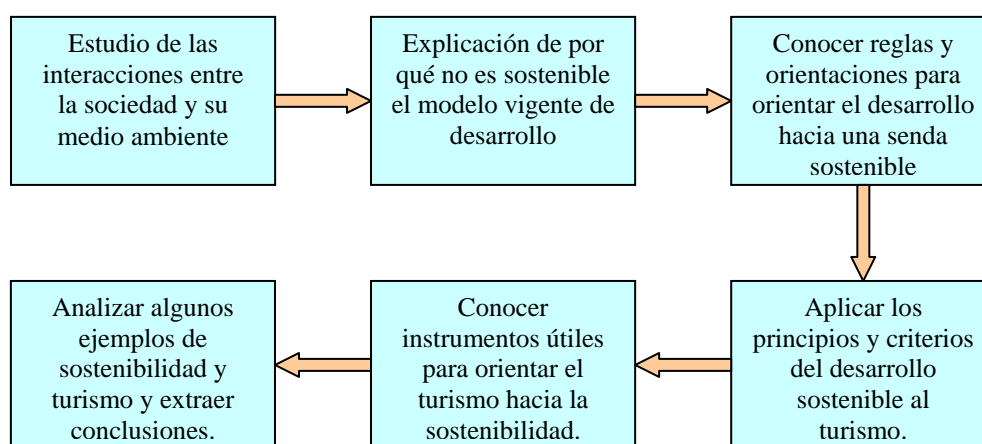 Estudio de las
interacciones entre
la sociedad y su
medio ambiente
Explicación de por
qué no es sostenible
el modelo vigente de
desarrollo
Conocer reglas y
orientaciones para
orientar el desarrollo
hacia una senda
sostenible
Aplicar los
principios y criterios
del desarrollo
sostenible al
turismo.
Conocer
instrumentos útiles
para orientar el
turismo hacia la
sostenibilidad.
Analizar algunos
ejemplos de
sostenibilidad y
turismo y extraer
conclusiones.